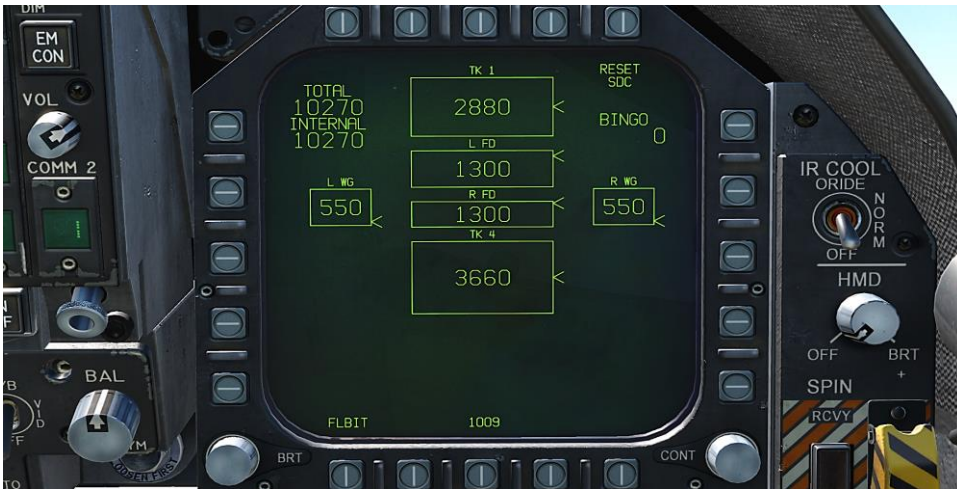 DIM
EM
CON
VOL
COMM 2
BAL
TOTAL
10270
INTERNAL
10270
TK 1
2880
L FD
1300
R FD
1300
TK 4
3660
L WG
550
R WG
550
RESET
SDC
BINGO
0
FLBIT
1009
BRT
CONT
IR COOL
ORIDE
NORM
OFF
HMD
OFF
BRT
+
SPIN
RCVY